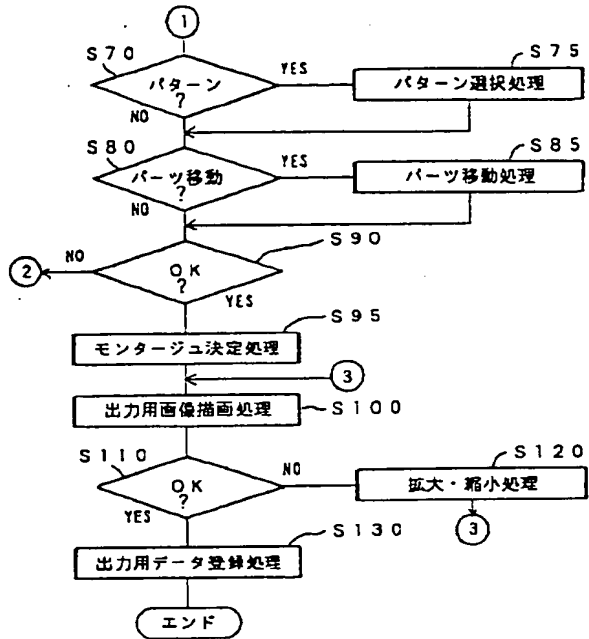 1
S70
パターン
?
YES
NO
S75
パターン選択処理
S80
パーツ移動
?
YES
NO
S85
パーツ移動処理
S90
OK
?
NO
2
YES
S95
モンタージュ決定処理
3
出力用画像描画処理
S100
S110
OK
?
NO
YES
S120
拡大・縮小処理
3
S130
出力用データ登録処理
エンド